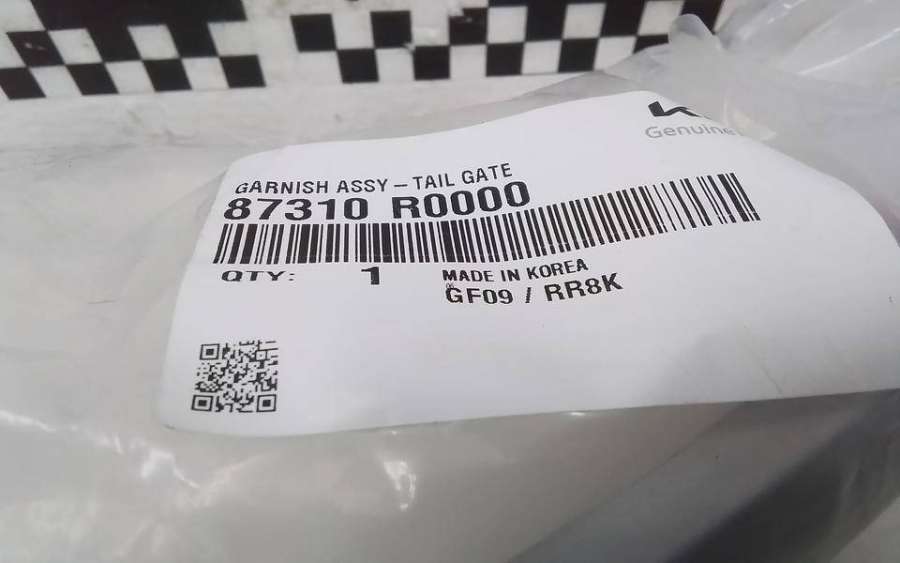 Genuine
GARNISH ASSY – TAIL GATE
87310 R0000
QTY: 1 MADE IN KOREA
GF09 / RR8K